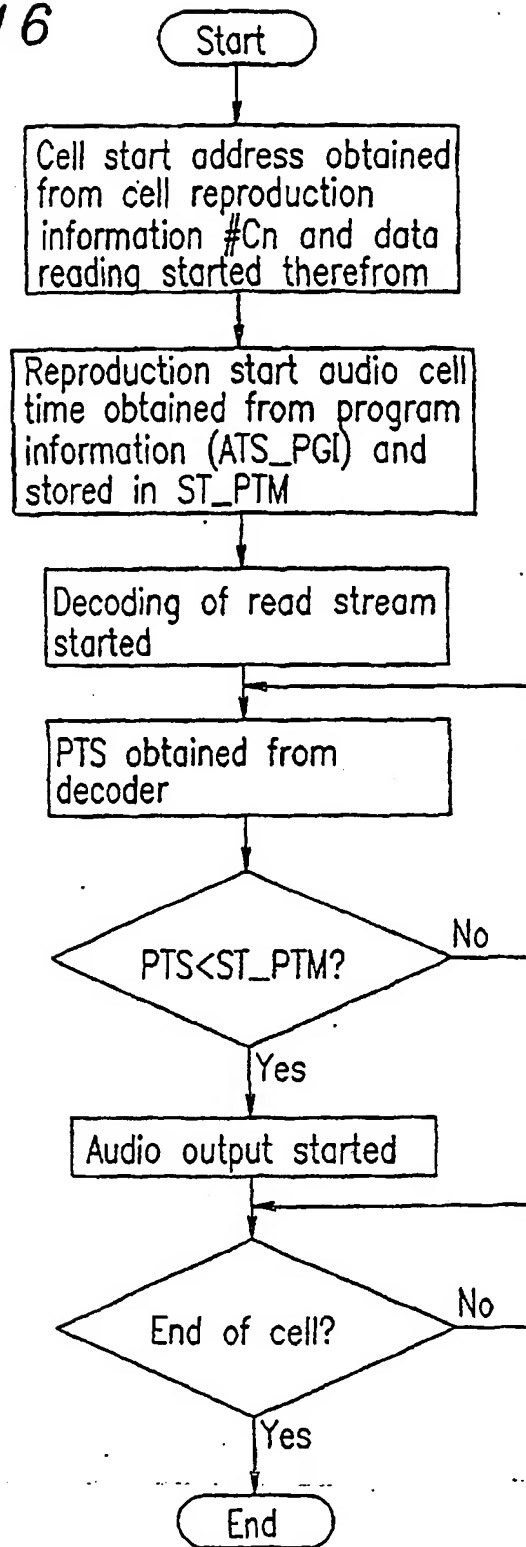 16
Start
Cell start address obtained
from cell reproduction
information #Cn and data
reading started therefrom
Reproduction start audio cell
time obtained from program
information (ATS_PGI) and
stored in ST_PTM
Decoding of read stream
started
PTS obtained from
decoder
PTS<ST_PTM?
No
Yes
Audio output started
End of cell?
No
Yes
End